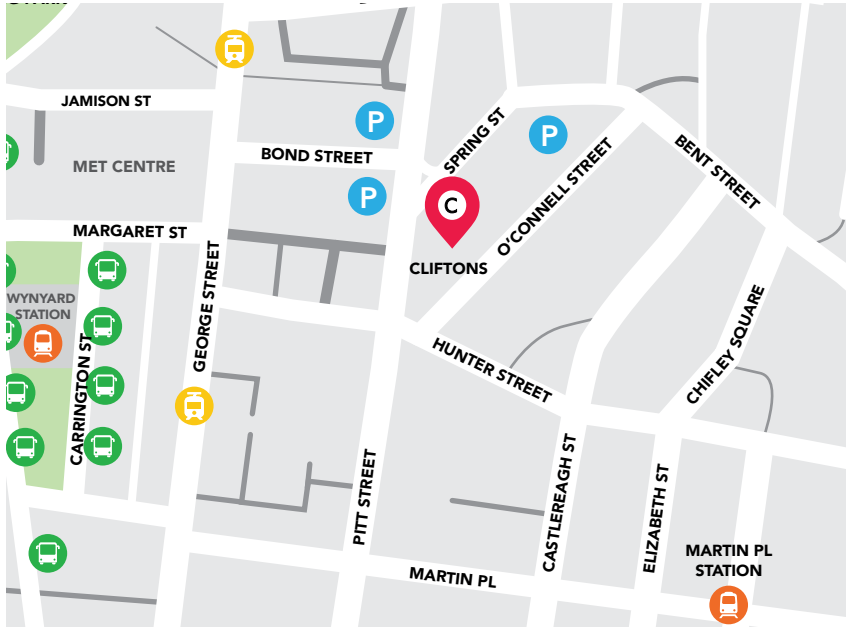 JAMISON ST
P
BOND STREET
SPRING ST
P
MET CENTRE
BENT STREET
P
C
O'CONNELL STREET
MARGARET ST
CLIFTONS
WYNYARD
STATION
GEORGE STREET
CARRINGTON ST
HUNTER STREET
CHIFLEY SQUARE
PITT STREET
CASTLEREAGH ST
ELIZABETH ST
MARTIN PL
MARTIN PL
STATION